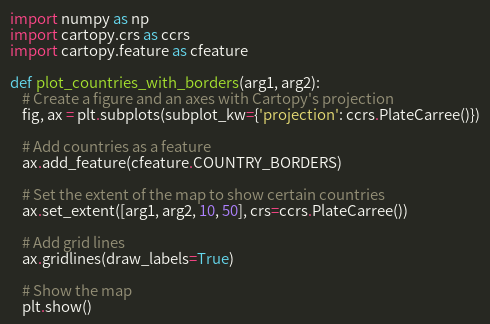 import numpy as np
import cartopy.crs as ccrs
import cartopy.feature as cfeature
def plot_countries_with_borders(arg1, arg2):
# Create a figure and an axes with Cartopy's projection
fig, ax = plt.subplots(subplot_kw={'projection': ccrs.PlateCarree()})
# Add countries as a feature
ax.add_feature(cfeature.COUNTRY_BORDERS)
# Set the extent of the map to show certain countries
ax.set_extent([arg1, arg2, 10, 50], crs=ccrs.PlateCarree())
# Add grid lines
ax.gridlines(draw_labels=True)
# Show the map
plt.show()